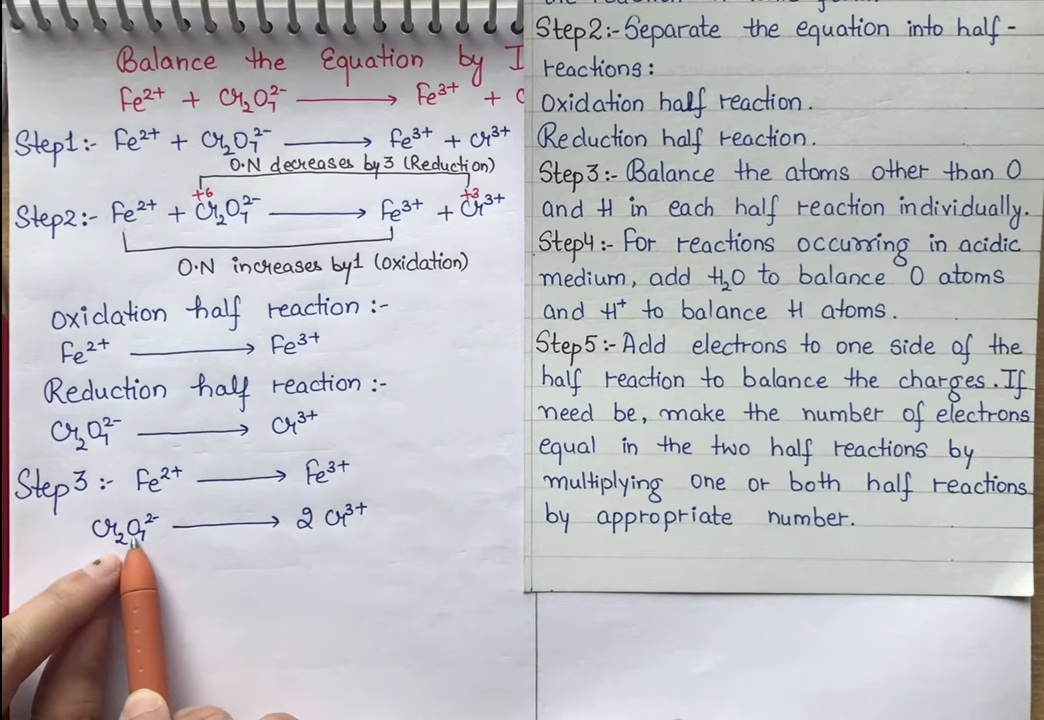 Balance the Equation by
Fe²⁺ + Cr₂O₇²⁻ → Fe³⁺ +
Step1:- Fe²⁺ + Cr₂O₇²⁻ → Fe³⁺ + Cr³⁺
O.N decreases by 3 (Reduction)
+6 +3
Step2:- Fe²⁺ + Cr₂O₇²⁻ → Fe³⁺ + Cr³⁺
O.N increases by 1 (oxidation)
Oxidation half reaction :-
Fe²⁺ → Fe³⁺
Reduction half reaction :-
Cr₂O₇²⁻ → Cr³⁺
Step3 :- Fe²⁺ → Fe³⁺
Cr₂O₇²⁻ → 2 Cr³⁺
Step2:- Separate the equation into half-
reactions:
Oxidation half reaction.
Reduction half reaction.
Step3:- Balance the atoms other than O
and H in each half reaction individually.
Step4:- For reactions occurring in acidic
medium, add H₂O to balance O atoms
and H⁺ to balance H atoms.
Step5:- Add electrons to one side of the
half reaction to balance the charges. If
need be, make the number of electrons
equal in the two half reactions by
multiplying one or both half reactions
by appropriate number.